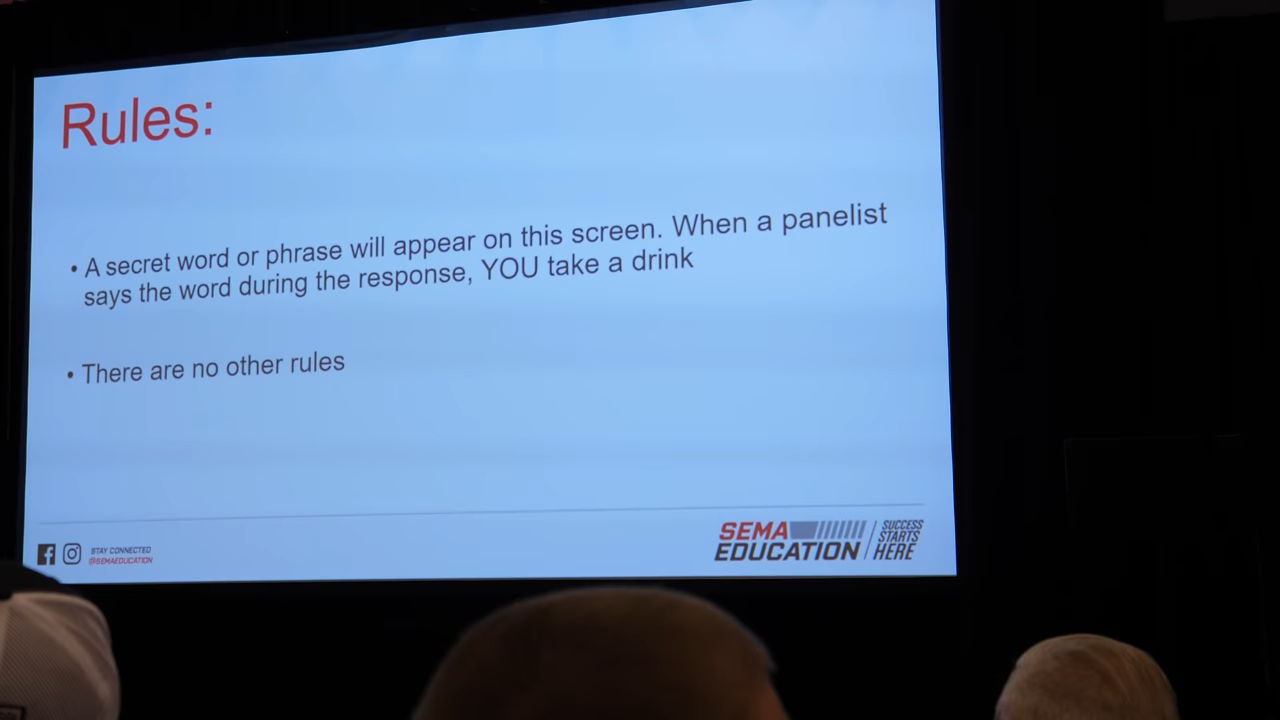 Rules:
• A secret word or phrase will appear on this screen. When a panelist
says the word during the response, YOU take a drink
• There are no other rules
STAY CONNECTED
@SEMAEDUCATION
SEMA
EDUCATION
SUCCESS
STARTS
HERE